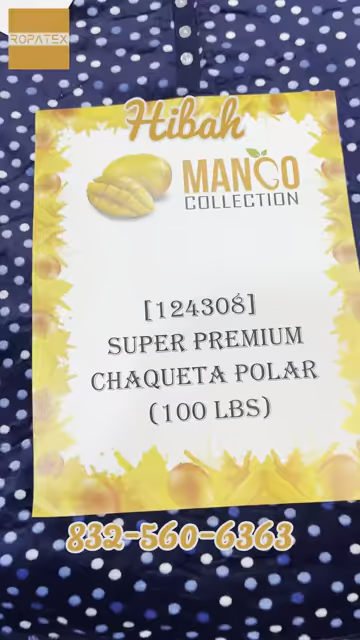 ROPATEX
Hibah
MANGO
COLLECTION
[124308]
SUPER PREMIUM
CHAQUETA POLAR
(100 LBS)
832-560-6363